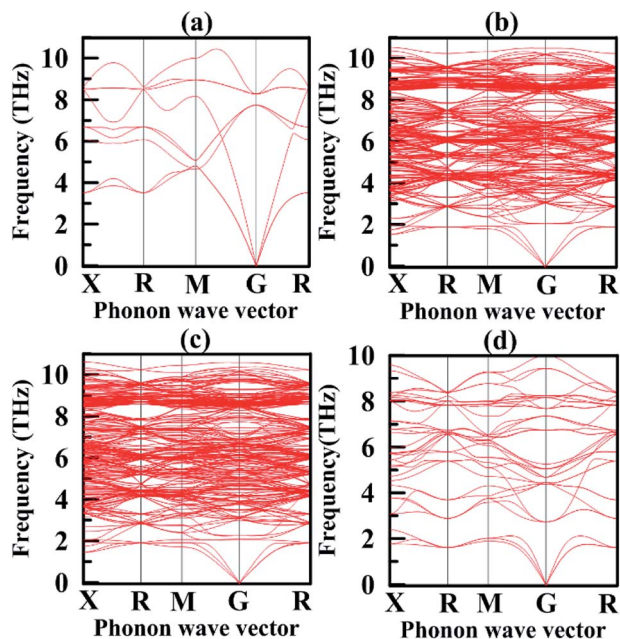 (a)
(b)
Frequency (THz)
10
8
6
4
2
0
X R M G R
Phonon wave vector
Frequency (THz)
10
8
6
4
2
0
X R M G R
Phonon wave vector
(c)
(d)
Frequency (THz)
10
8
6
4
2
0
X R M G R
Phonon wave vector
Frequency(THz)
10
8
6
4
2
0
X R M G R
Phonon wave vector